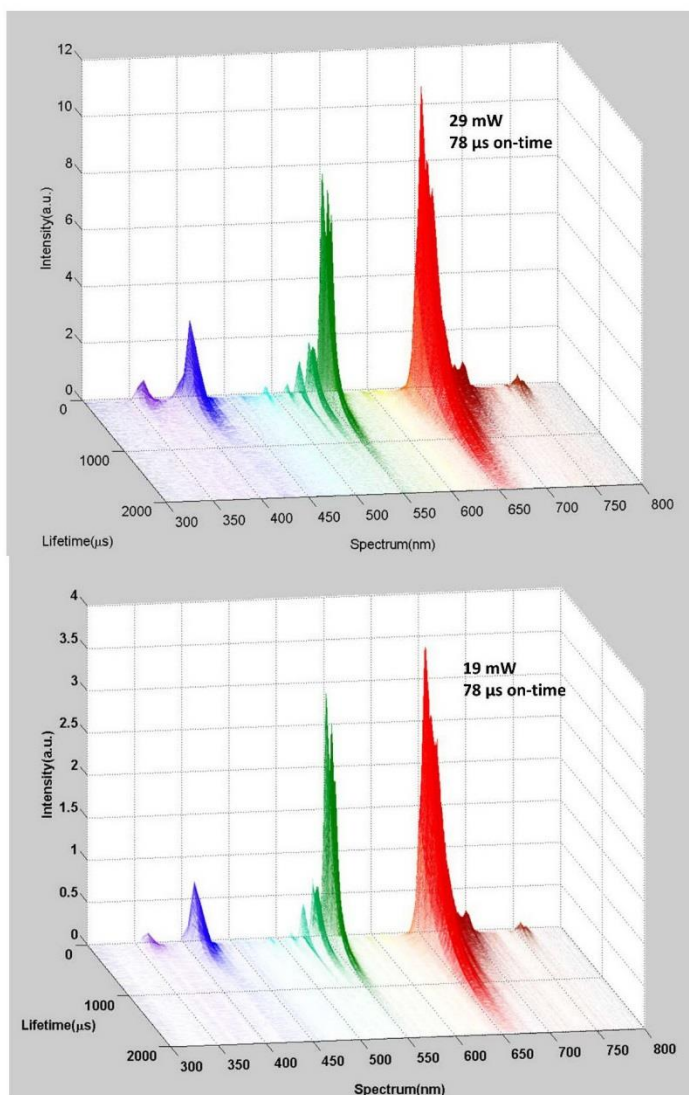 12
10
8
6
4
2
0
Intensity(a.u.)
29 mW
78 μs on-time
0
1000
2000
Lifetime(μs)
300 350 400 450 500 550 600 650 700 750 800
Spectrum(nm)
4
3.5
3
2.5
2
1.5
1
0.5
0
Intensity(a.u.)
19 mW
78 μs on-time
0
1000
2000
Lifetime(μs)
300 350 400 450 500 550 600 650 700 750 800
Spectrum(nm)